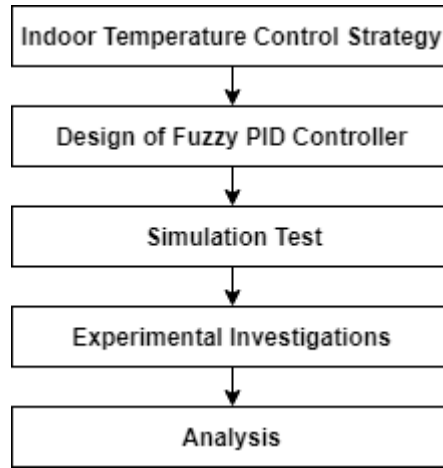 Indoor Temperature Control Strategy
Design of Fuzzy PID Controller
Simulation Test
Experimental Investigations
Analysis